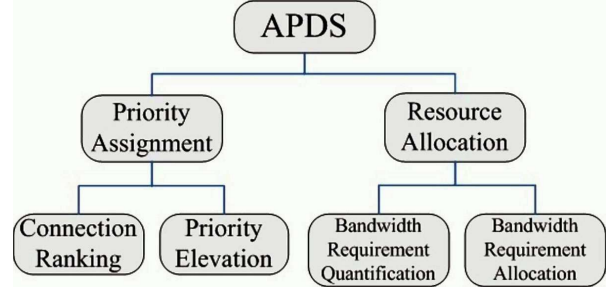 APDS
Priority
Assignment
Resource
Allocation
Connection
Ranking
Priority
Elevation
Bandwidth
Requirement
Quantification
Bandwidth
Requirement
Allocation